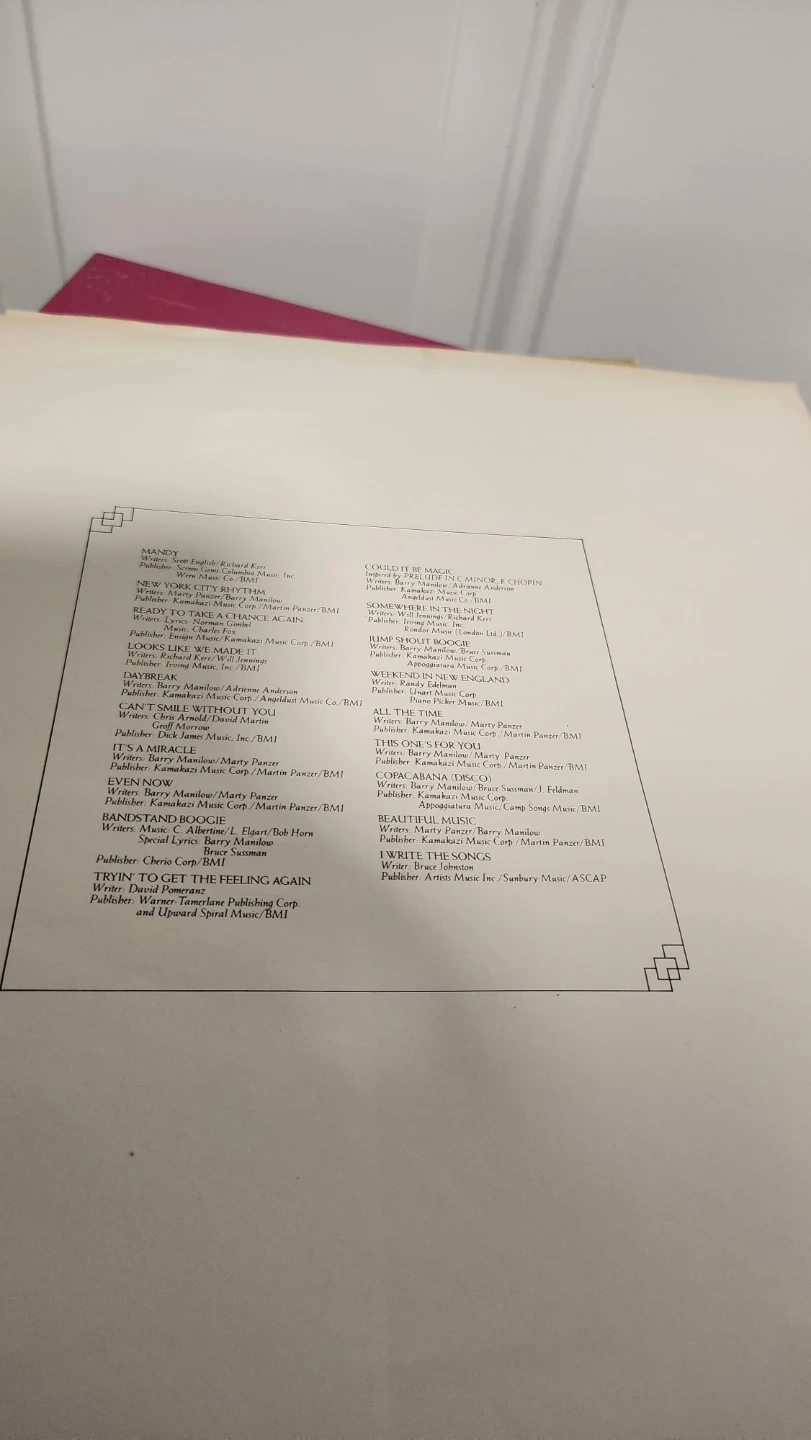 MANDY
Writers: Scott English/Richard Kerr
Publisher: Screen Gems-Columbia Music, Inc.
Wren Music Co./BMI
NEW YORK CITY RHYTHM
Writers: Marty Panzer/Barry Manilow
Publisher: Kamakazi Music Corp./Martin Panzer/BMI
READY TO TAKE A CHANCE AGAIN
Writers: Lyrics: Norman Gimbel
Music: Charles Fox
Publisher: Ensign Music/Kamakazi Music Corp./BMI
LOOKS LIKE WE MADE IT
Writers: Richard Kerr/Will Jennings
Publisher: Irving Music, Inc./BMI
DAYBREAK
Writers: Barry Manilow/Adrienne Anderson
Publisher: Kamakazi Music Corp./Angeldust Music Co./BMI
CAN'T SMILE WITHOUT YOU
Writers: Chris Arnold/David Martin
Geoff Morrow
Publisher: Dick James Music, Inc./BMI
IT'S A MIRACLE
Writers: Barry Manilow/Marty Panzer
Publisher: Kamakazi Music Corp./Martin Panzer/BMI
EVEN NOW
Writers: Barry Manilow/Marty Panzer
Publisher: Kamakazi Music Corp./Martin Panzer/BMI
BANDSTAND BOOGIE
Writers: Music: C. Albertine/L. Elgart/Bob Horn
Special Lyrics: Barry Manilow
Bruce Sussman
Publisher: Cherio Corp/BMI
TRYIN' TO GET THE FEELING AGAIN
Writer: David Pomeranz
Publisher: Warner-Tamerlane Publishing Corp.
and Upward Spiral Music/BMI
COULD IT BE MAGIC
Inspired by PRELUDE IN C MINOR, F. CHOPIN
Writers: Barry Manilow/Adrienne Anderson
Publisher: Kamakazi Music Corp.
Angeldust Music Co./BMI
SOMEWHERE IN THE NIGHT
Writers: Will Jennings/Richard Kerr
Publisher: Irving Music, Inc.
Rondor Music (London Ltd.)/BMI
JUMP SHOUT BOOGIE
Writers: Barry Manilow/Bruce Sussman
Publisher: Kamakazi Music Corp.
Appoggiatura Music Corp./BMI
WEEKEND IN NEW ENGLAND
Writer: Randy Edelman
Publisher: Unart Music Corp.
Piano Picker Music/BMI
ALL THE TIME
Writers: Barry Manilow/Marty Panzer
Publisher: Kamakazi Music Corp./Martin Panzer/BMI
THIS ONE'S FOR YOU
Writers: Barry Manilow/Marty Panzer
Publisher: Kamakazi Music Corp./Martin Panzer/BMI
COPACABANA (DISCO)
Writers: Barry Manilow/Bruce Sussman/J. Feldman
Publisher: Kamakazi Music Corp.
Appoggiatura Music/Camp Songs Music/BMI
BEAUTIFUL MUSIC
Writers: Marty Panzer/Barry Manilow
Publisher: Kamakazi Music Corp./Martin Panzer/BMI
I WRITE THE SONGS
Writer: Bruce Johnston
Publisher: Artists Music Inc./Sunbury Music/ASCAP